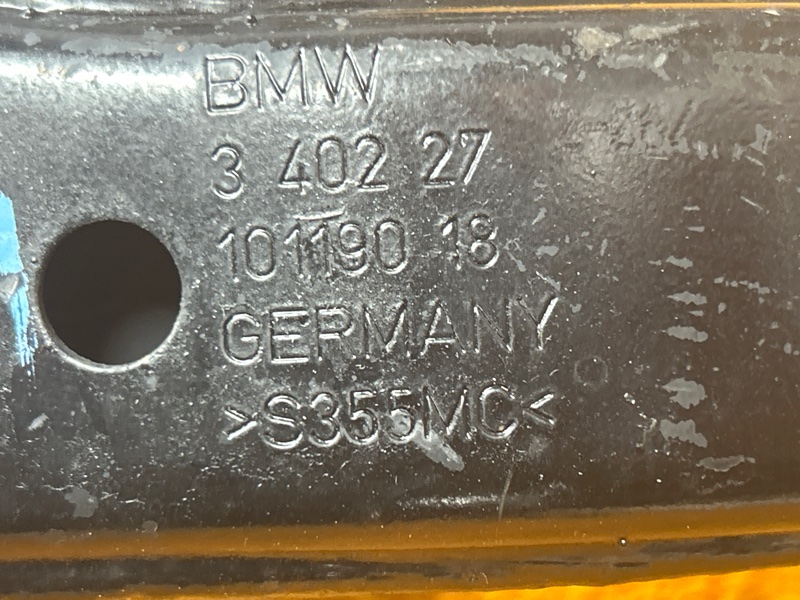 BMW
3 402 27
101190 18
GERMANY
>S355MC<